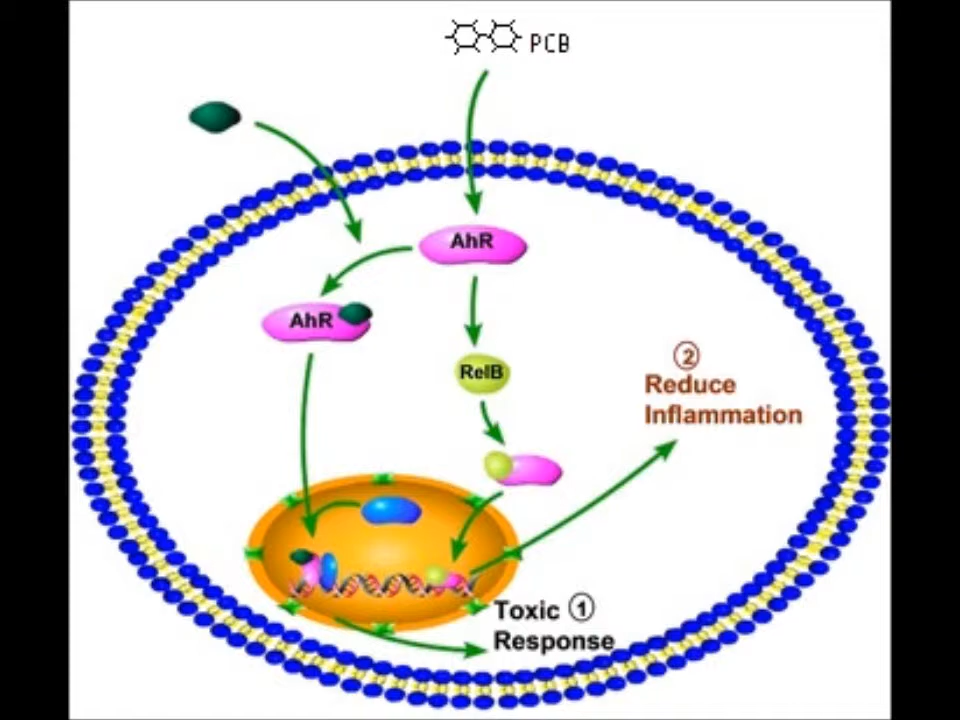 PCB
AhR
AhR
RelB
②
Reduce
Inflammation
Toxic ①
Response